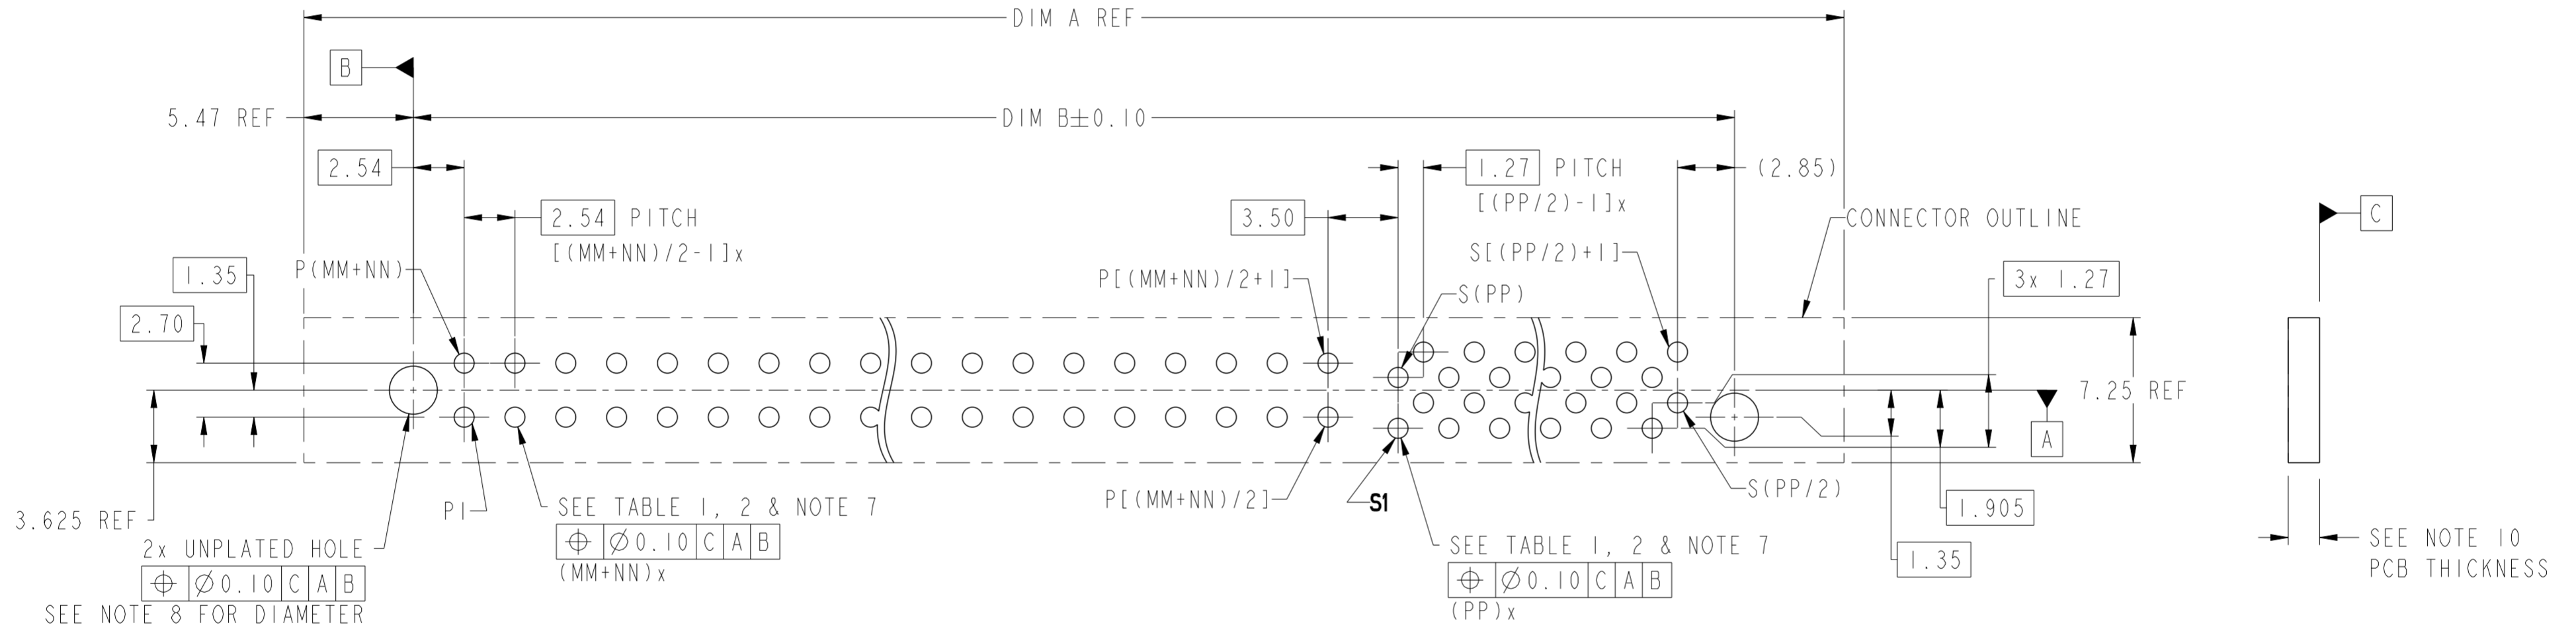 DIM A REF
B
5.47 REF
DIM B±0.10
2.54
1.27 PITCH
[(PP/2)-1]x
(2.85)
2.54 PITCH
[(MM+NN)/2-1]x
3.50
CONNECTOR OUTLINE
C
1.35
P(MM+NN)
P[(MM+NN)/2+1]
S[(PP/2)+1]
S(PP)
3x 1.27
2.70
7.25 REF
A
3.625 REF
P1
SEE TABLE 1, 2 & NOTE 7
⌖ Ø0.10 C A B
(MM+NN)x
P[(MM+NN)/2]
S1
S(PP/2)
1.905
2x UNPLATED HOLE
⌖ Ø0.10 C A B
SEE NOTE 8 FOR DIAMETER
SEE TABLE 1, 2 & NOTE 7
⌖ Ø0.10 C A B
(PP)x
1.35
SEE NOTE 10
PCB THICKNESS